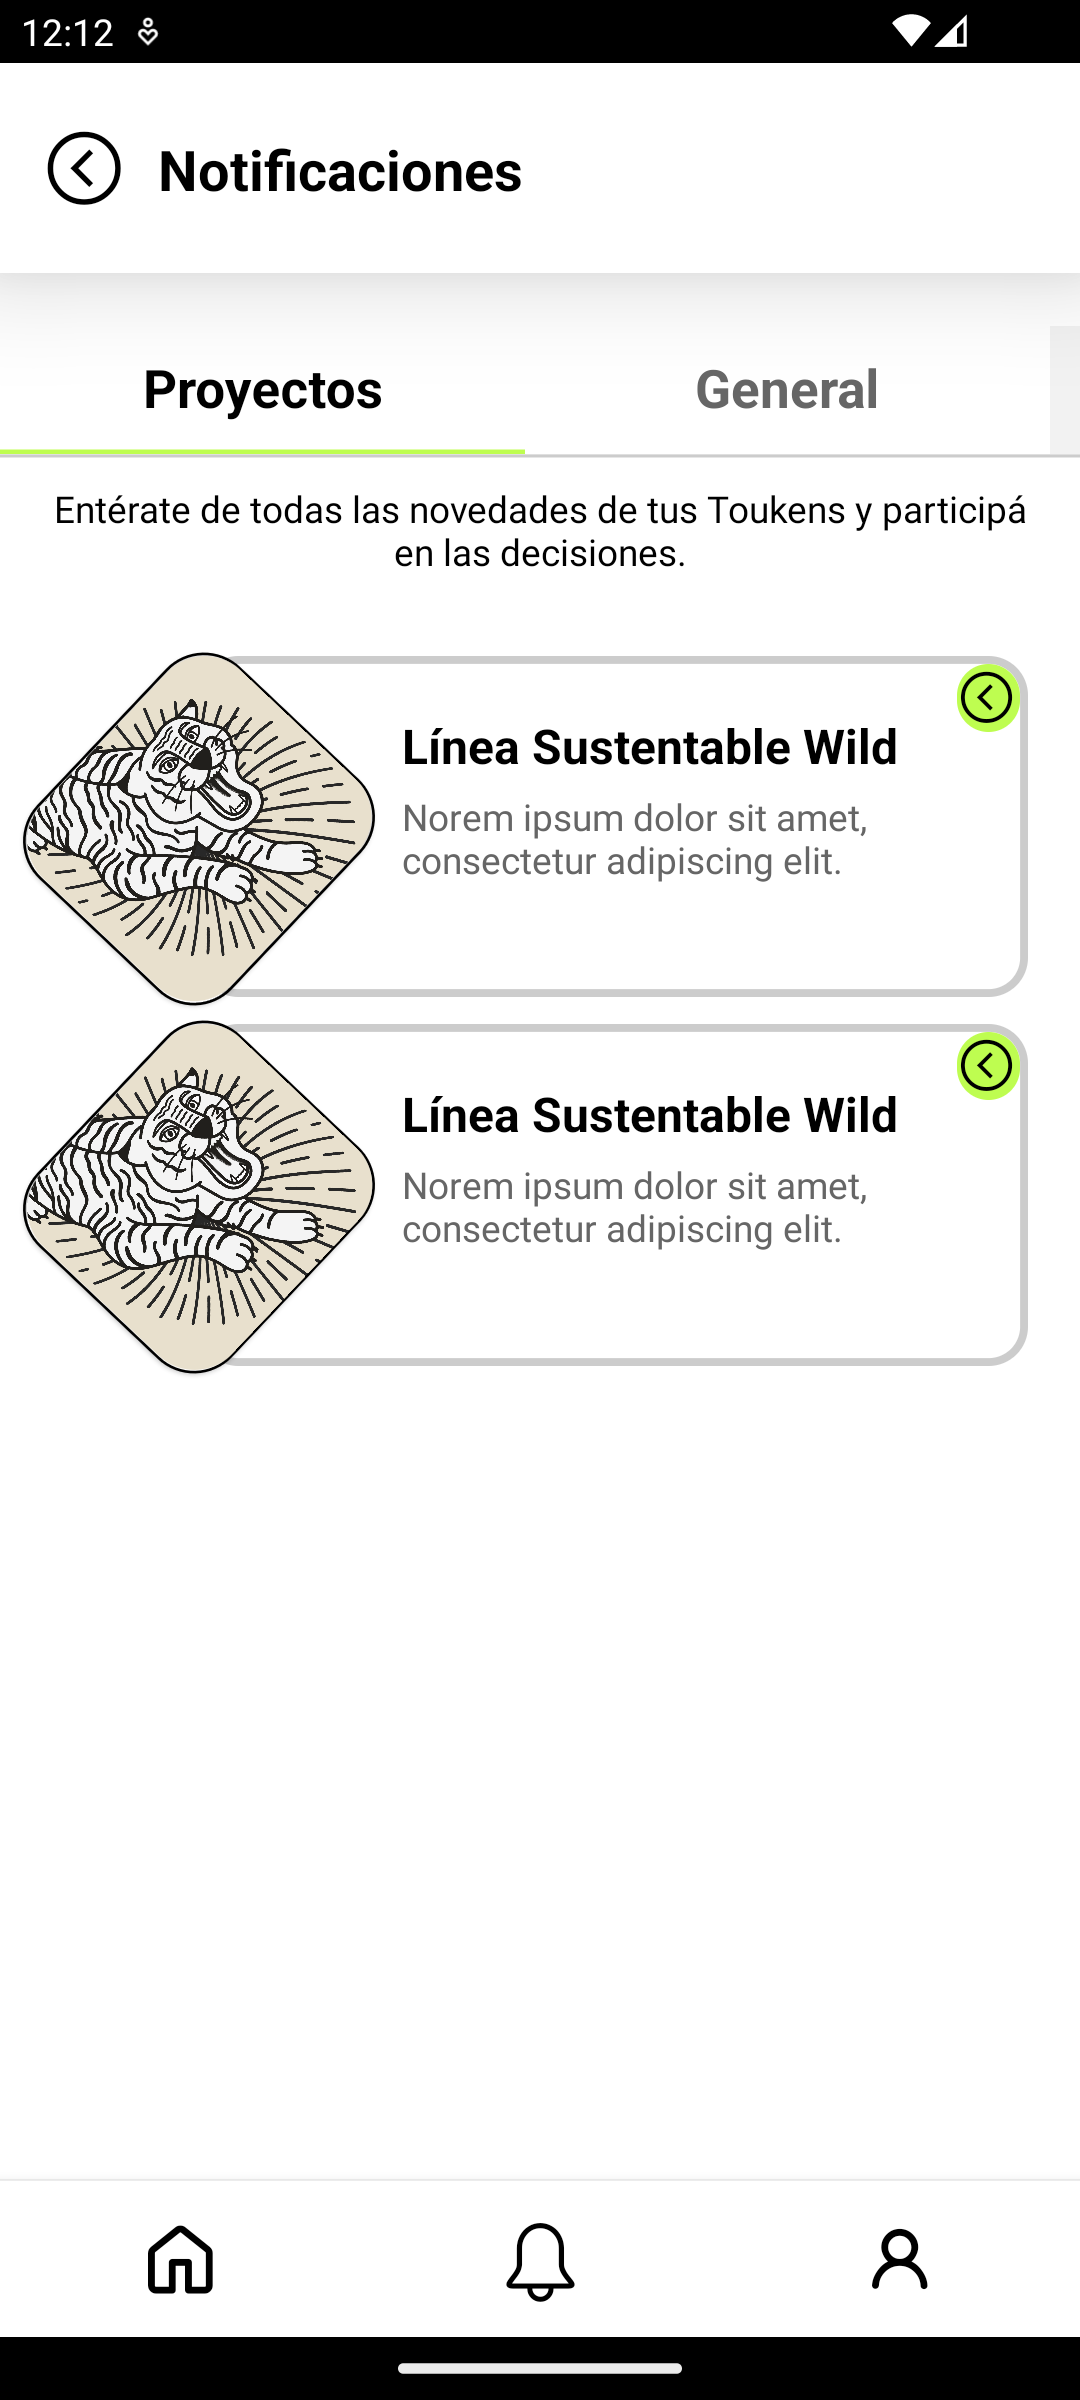 12:12
Notificaciones
Proyectos
General
Entérate de todas las novedades de tus Toukens y participá
en las decisiones.
Línea Sustentable Wild
Norem ipsum dolor sit amet,
consectetur adipiscing elit.
Línea Sustentable Wild
Norem ipsum dolor sit amet,
consectetur adipiscing elit.